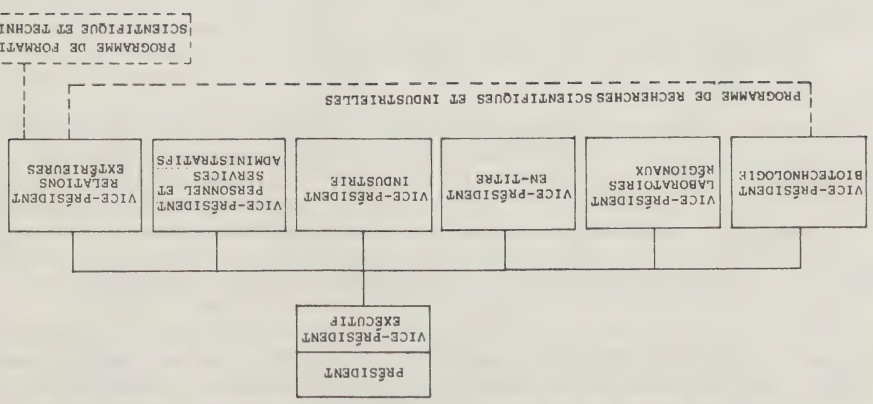 PRÉSIDENT
VICE-PRÉSIDENT
EXÉCUTIF
VICE-PRÉSIDENT
BIOTECHNOLOGIE
VICE-PRÉSIDENT
LABORATOIRES
RÉGIONAUX
VICE-PRÉSIDENT
EN-TITRE
VICE-PRÉSIDENT
INDUSTRIE
VICE-PRÉSIDENT
PERSONNEL ET
SERVICES
ADMINISTRATIFS
VICE-PRÉSIDENT
RELATIONS
EXTÉRIEURES
PROGRAMME DE RECHERCHES SCIENTIFIQUES ET INDUSTRIELLES
PROGRAMME DE FORMATI
SCIENTIFIQUE ET TECHNI